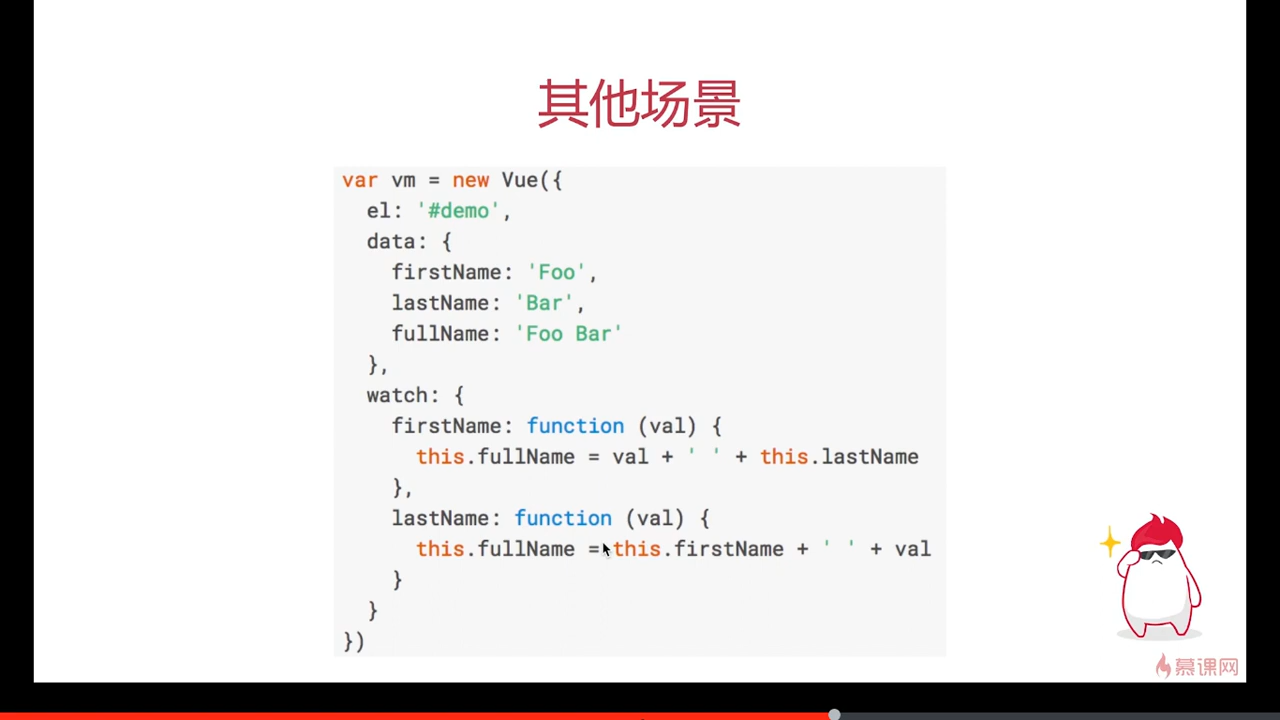 其他场景
var vm = new Vue({
  el: '#demo',
  data: {
    firstName: 'Foo',
    lastName: 'Bar',
    fullName: 'Foo Bar'
  },
  watch: {
    firstName: function (val) {
      this.fullName = val + ' ' + this.lastName
    },
    lastName: function (val) {
      this.fullName = this.firstName + ' ' + val
    }
  }
})
慕课网